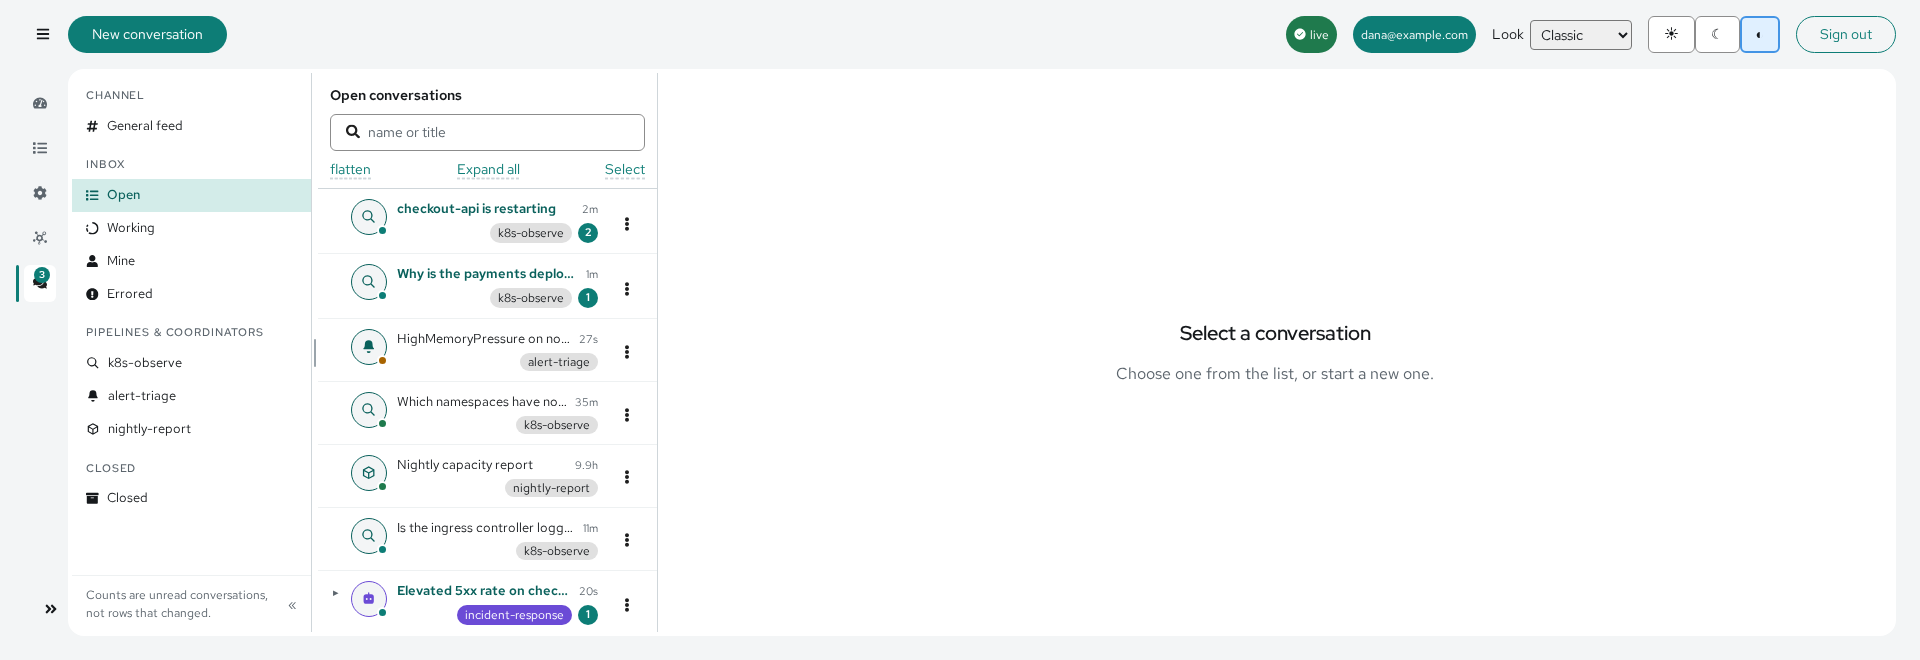 New conversation
live
dana@example.com
Look
Classic
Sign out
3
CHANNEL
General feed
INBOX
Open
Working
Mine
Errored
PIPELINES & COORDINATORS
k8s-observe
alert-triage
nightly-report
CLOSED
Closed
Counts are unread conversations,
not rows that changed.
Open conversations
name or title
flatten
Expand all
Select
checkout-api is restarting
2m
k8s-observe
2
Why is the payments deplo...
1m
k8s-observe
1
HighMemoryPressure on no...
27s
alert-triage
Which namespaces have no...
35m
k8s-observe
Nightly capacity report
9.9h
nightly-report
Is the ingress controller logg...
11m
k8s-observe
Elevated 5xx rate on chec...
20s
incident-response
1
Select a conversation
Choose one from the list, or start a new one.